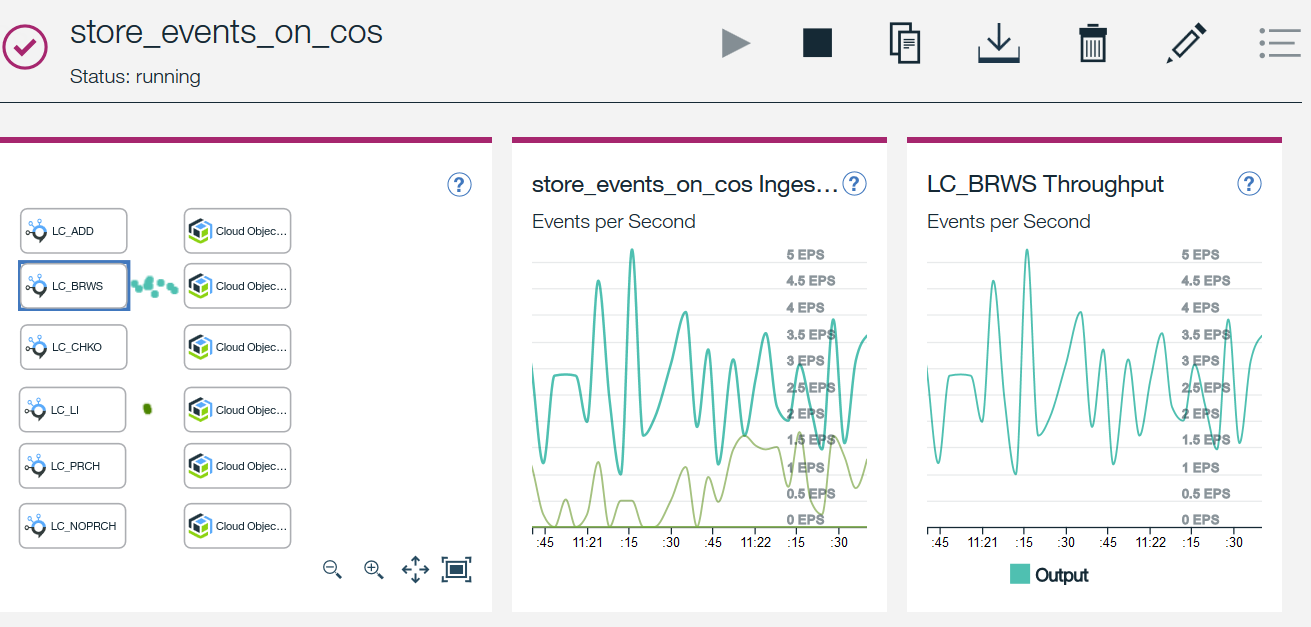 store_events_on_cos
Status: running
?
LC_ADD
Cloud Objec...
LC_BRWS
Cloud Objec...
LC_CHKO
Cloud Objec...
LC_LI
Cloud Objec...
LC_PRCH
Cloud Objec...
LC_NOPRCH
Cloud Objec...
store_events_on_cos Inges... ?
Events per Second
5 EPS
4.5 EPS
4 EPS
3.5 EPS
3 EPS
2.5 EPS
2 EPS
1.5 EPS
1 EPS
0.5 EPS
0 EPS
:45 11:21 :15 :30 :45 11:22 :15 :30
LC_BRWS Throughput ?
Events per Second
5 EPS
4.5 EPS
4 EPS
3.5 EPS
3 EPS
2.5 EPS
2 EPS
1.5 EPS
1 EPS
0.5 EPS
0 EPS
:45 11:21 :15 :30 :45 11:22 :15 :30
Output